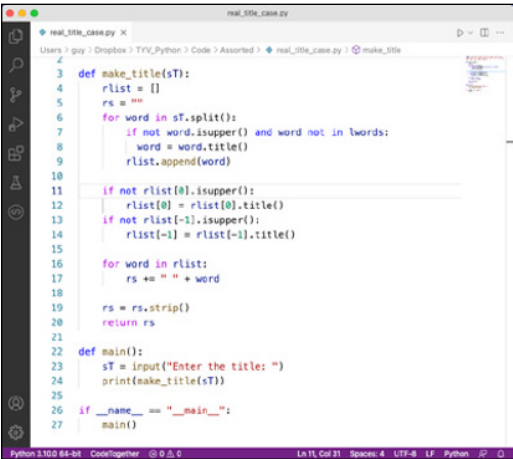 real_title_case.py
real_title_case.py ×
Users > guy > Dropbox > TYV_Python > Code > Assorted > real_title_case.py > make_title
2
3 def make_title(sT):
4     rlist = []
5     rs = ""
6     for word in sT.split():
7         if not word.isupper() and word not in lwords:
8           word = word.title()
9         rlist.append(word)
10
11     if not rlist[0].isupper():
12         rlist[0] = rlist[0].title()
13     if not rlist[-1].isupper():
14         rlist[-1] = rlist[-1].title()
15
16     for word in rlist:
17         rs += " " + word
18
19     rs = rs.strip()
20     return rs
21
22 def main():
23     sT = input("Enter the title: ")
24     print(make_title(sT))
25
26 if __name__ == "__main__":
27     main()
Python 3.10.0 64-bit CodeTogether 0 0 Ln 11, Col 31 Spaces: 4 UTF-8 LF Python